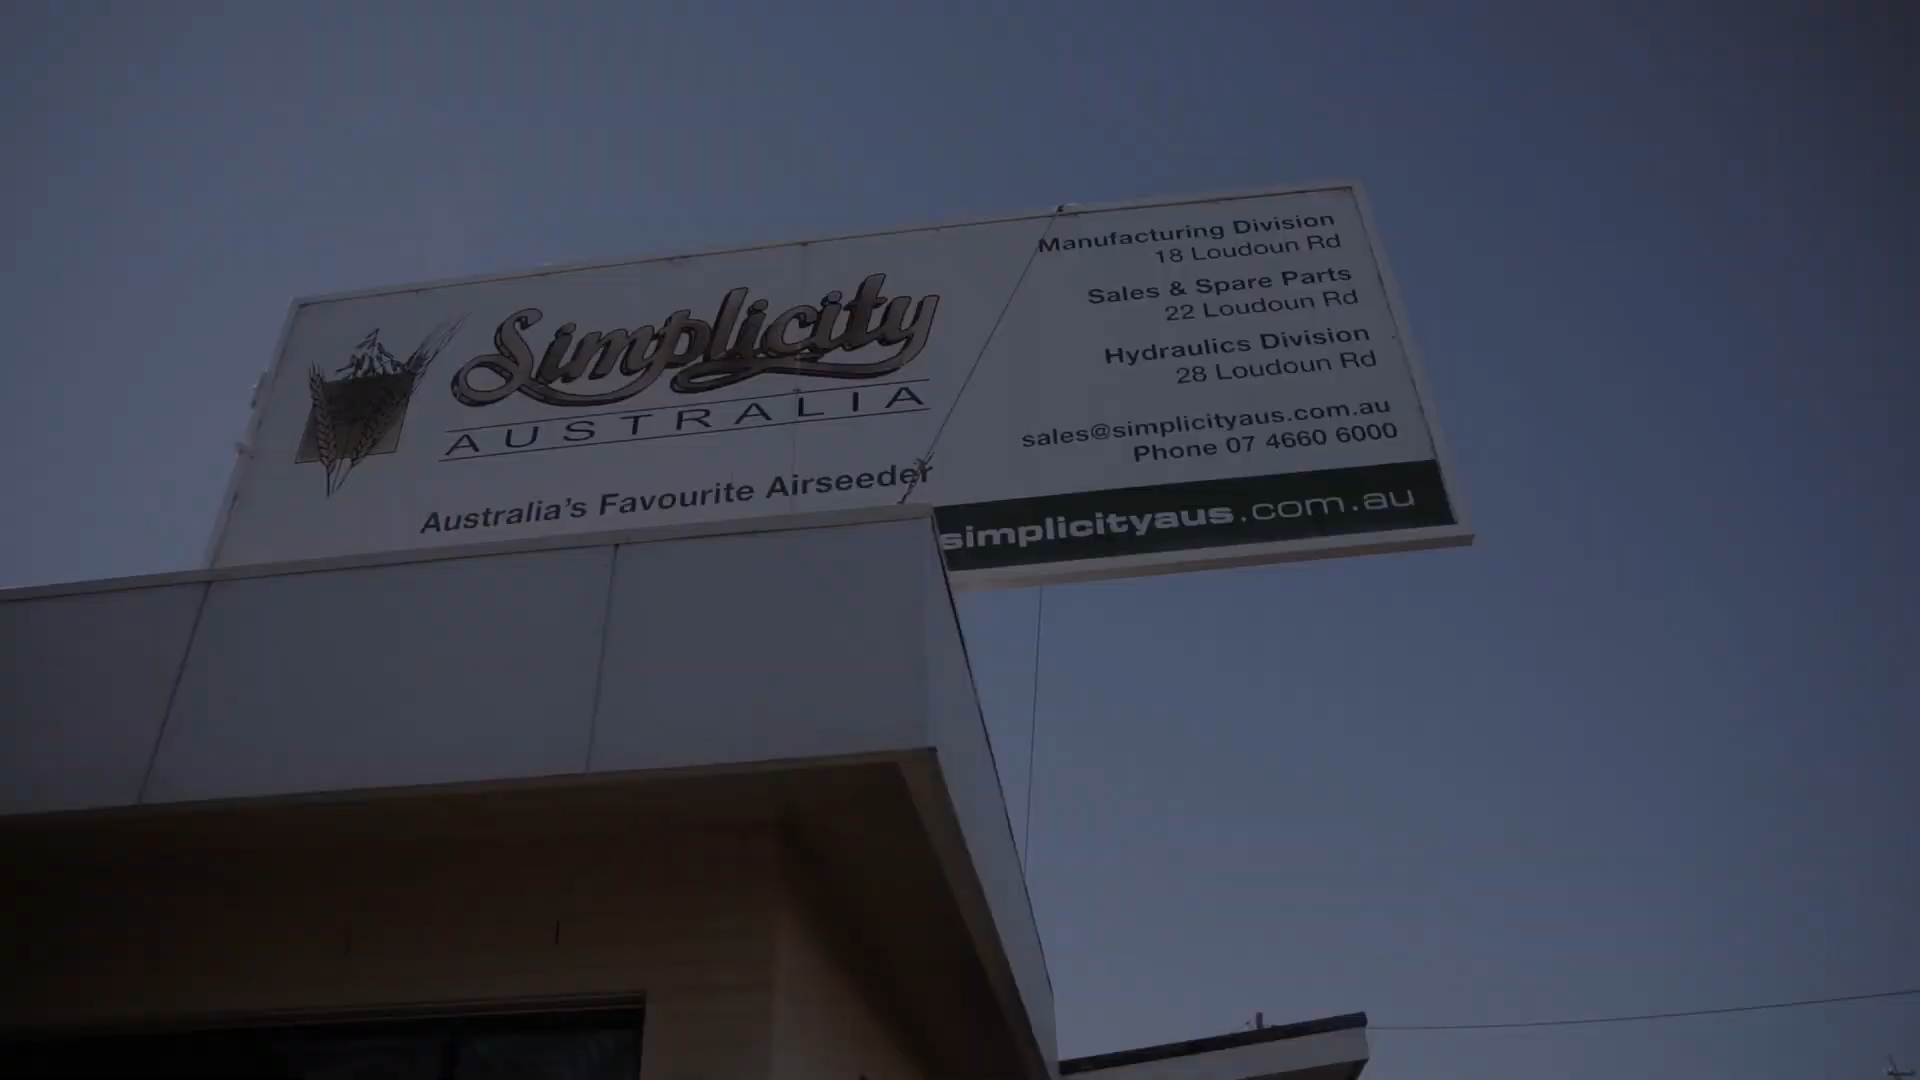 Simplicity
AUSTRALIA
Australia's Favourite Airseeder
Manufacturing Division
18 Loudoun Rd
Sales & Spare Parts
22 Loudoun Rd
Hydraulics Division
28 Loudoun Rd
sales@simplicityaus.com.au
Phone 07 4660 6000
simplicityaus.com.au